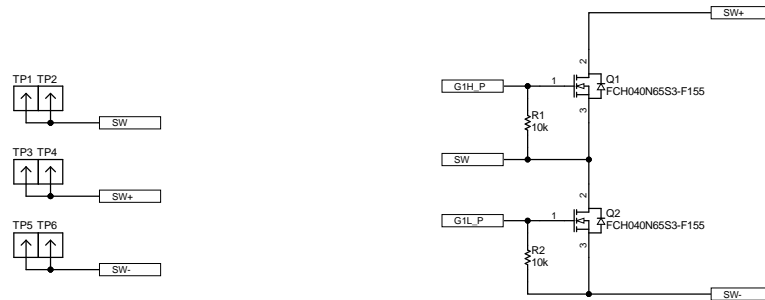 SW+
2
TP1 TP2
Q1
G1H_P
1
FCH040N65S3-F155
3
R1
10k
SW
TP3 TP4
SW
2
SW+
Q2
G1L_P
1
FCH040N65S3-F155
TP5 TP6
3
R2
10k
SW-
SW-